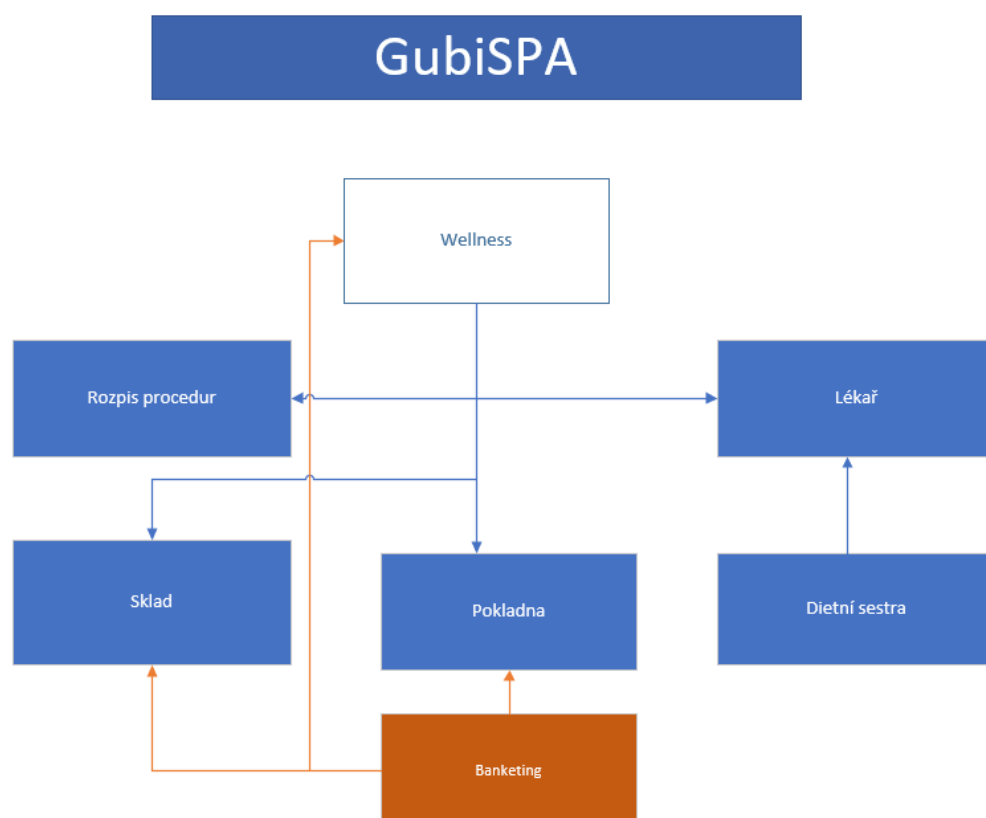 GubiSPA
Wellness
Rozpis procedur
Lékař
Sklad
Pokladna
Dietní sestra
Banketing